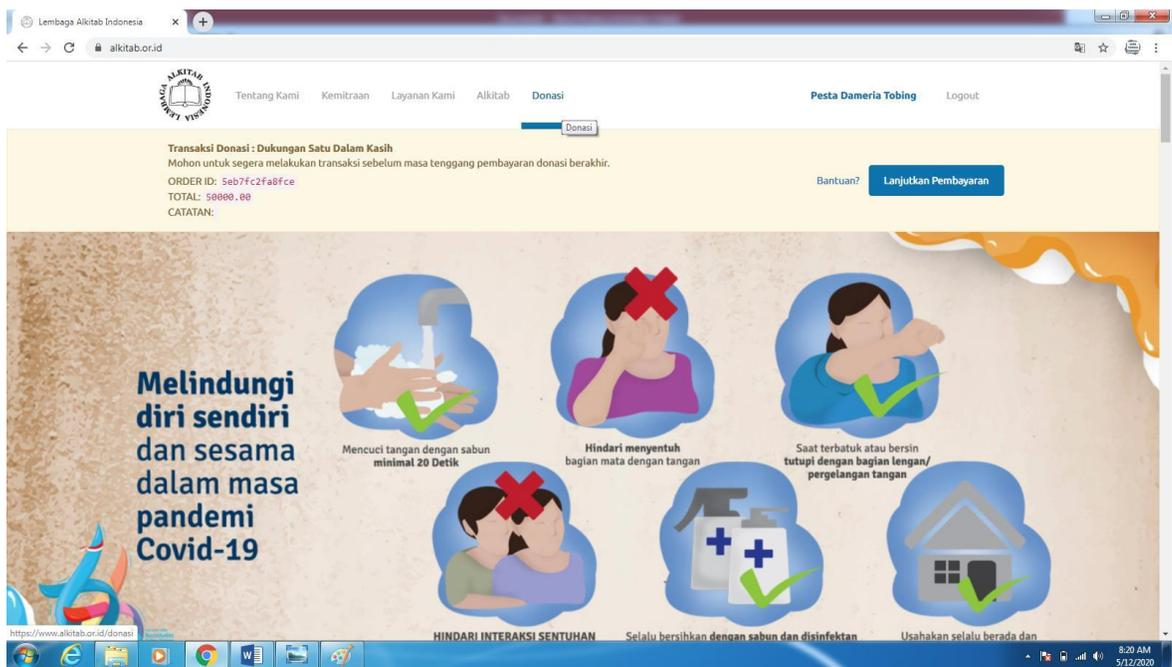 Lembaga Alkitab Indonesia
alkitab.or.id
LEMBAGA ALKITAB INDONESIA
Tentang Kami Kemitraan Layanan Kami Alkitab Donasi Pesta Dameria Tobing Logout
Donasi
Transaksi Donasi : Dukungan Satu Dalam Kasih
Mohon untuk segera melakukan transaksi sebelum masa tenggang pembayaran donasi berakhir.
ORDER ID: 5eb7fc2fa8fce
TOTAL: 50000.00
CATATAN:
Bantuan? Lanjutkan Pembayaran
Melindungi
diri sendiri
dan sesama
dalam masa
pandemi
Covid-19
Mencuci tangan dengan sabun
minimal 20 Detik
Hindari menyentuh
bagian mata dengan tangan
Saat terbatuk atau bersin
tutupi dengan bagian lengan/
pergelangan tangan
HINDARI INTERAKSI SENTUHAN
Selalu bersihkan dengan sabun dan disinfektan
Usahakan selalu berada dan
https://www.alkitab.or.id/donasi
8:20 AM
5/12/2020